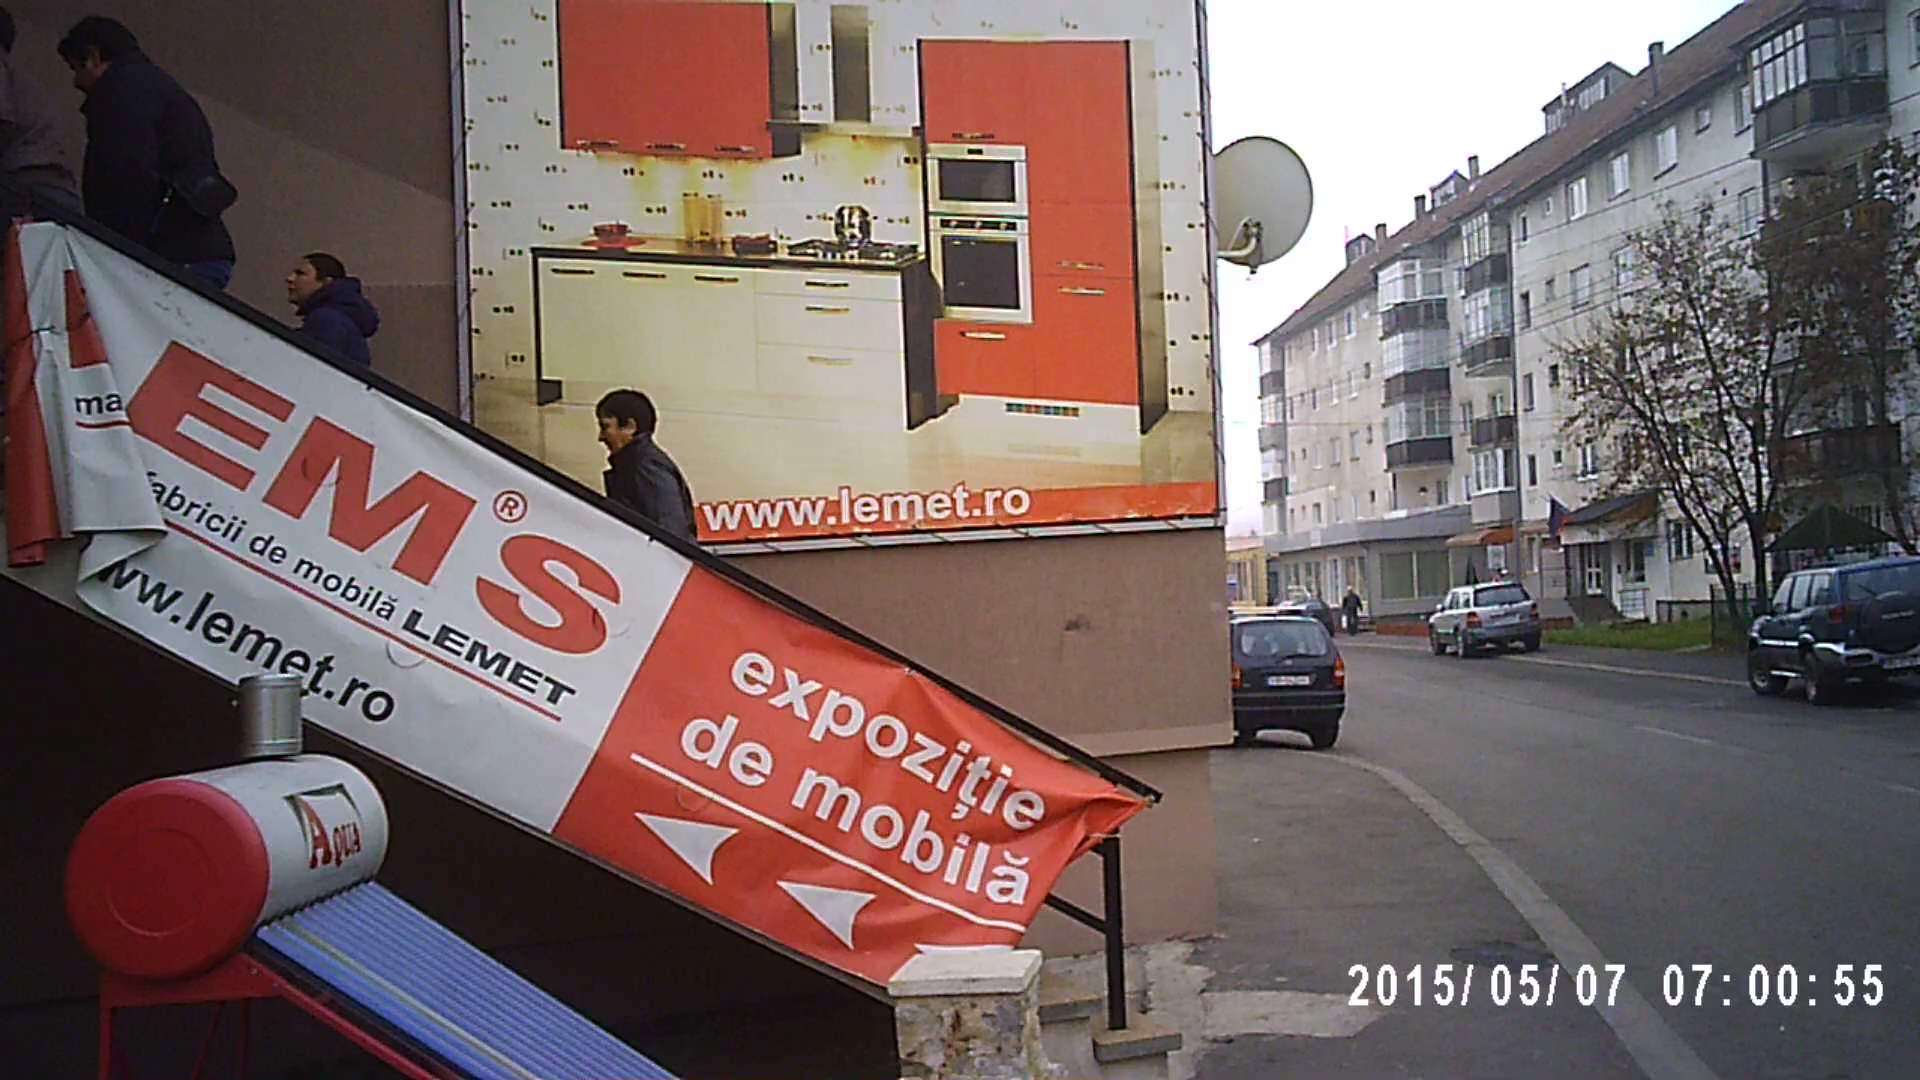 www.lemet.ro
ma
EMS®
fabricii de mobilă LEMET
ww.lemet.ro
expoziție
de mobilă
AQUA
2015/05/07 07:00:55